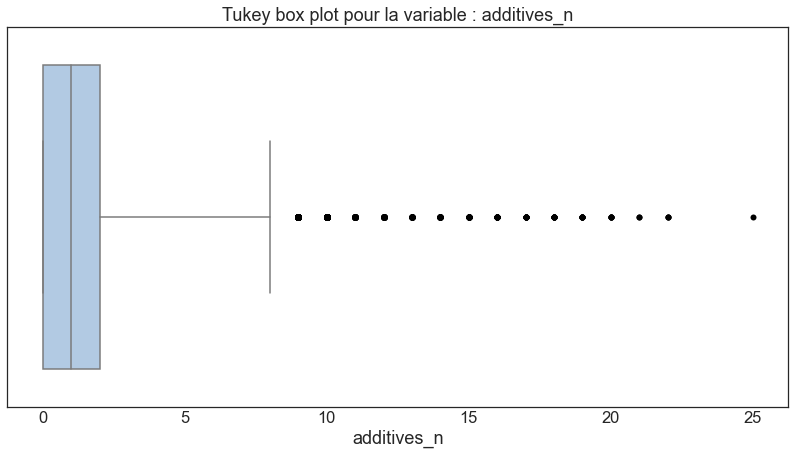 Tukey box plot pour la variable : additives_n
0 5 10 15 20 25
additives_n